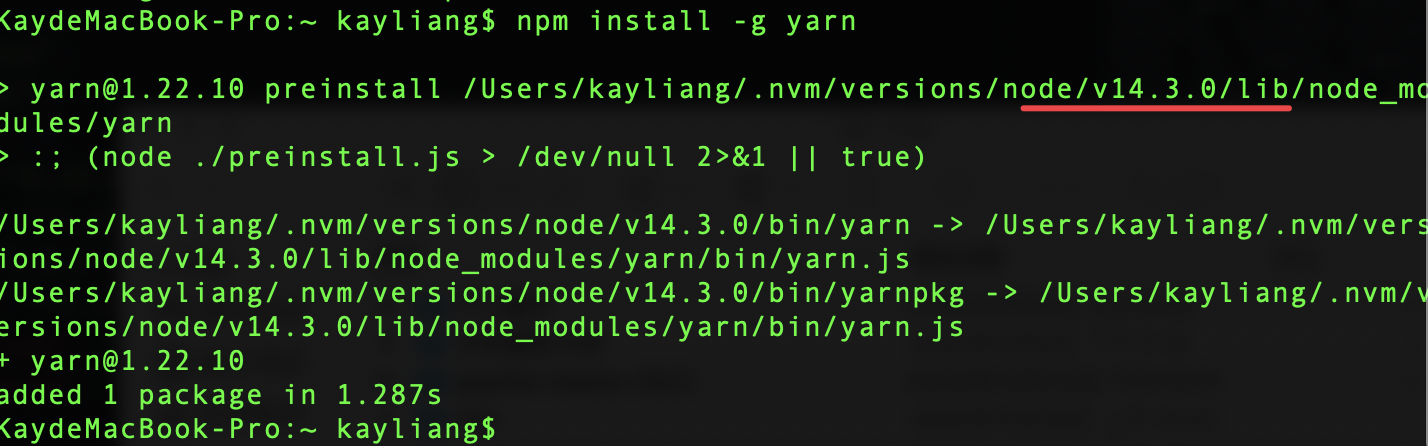 KaydeMacBook-Pro:~ kayliang$ npm install -g yarn
> yarn@1.22.10 preinstall /Users/kayliang/.nvm/versions/node/v14.3.0/lib/node_mo
dules/yarn
> :; (node ./preinstall.js > /dev/null 2>&1 || true)
/Users/kayliang/.nvm/versions/node/v14.3.0/bin/yarn -> /Users/kayliang/.nvm/vers
ions/node/v14.3.0/lib/node_modules/yarn/bin/yarn.js
/Users/kayliang/.nvm/versions/node/v14.3.0/bin/yarnpkg -> /Users/kayliang/.nvm/v
ersions/node/v14.3.0/lib/node_modules/yarn/bin/yarn.js
+ yarn@1.22.10
added 1 package in 1.287s
KaydeMacBook-Pro:~ kayliang$